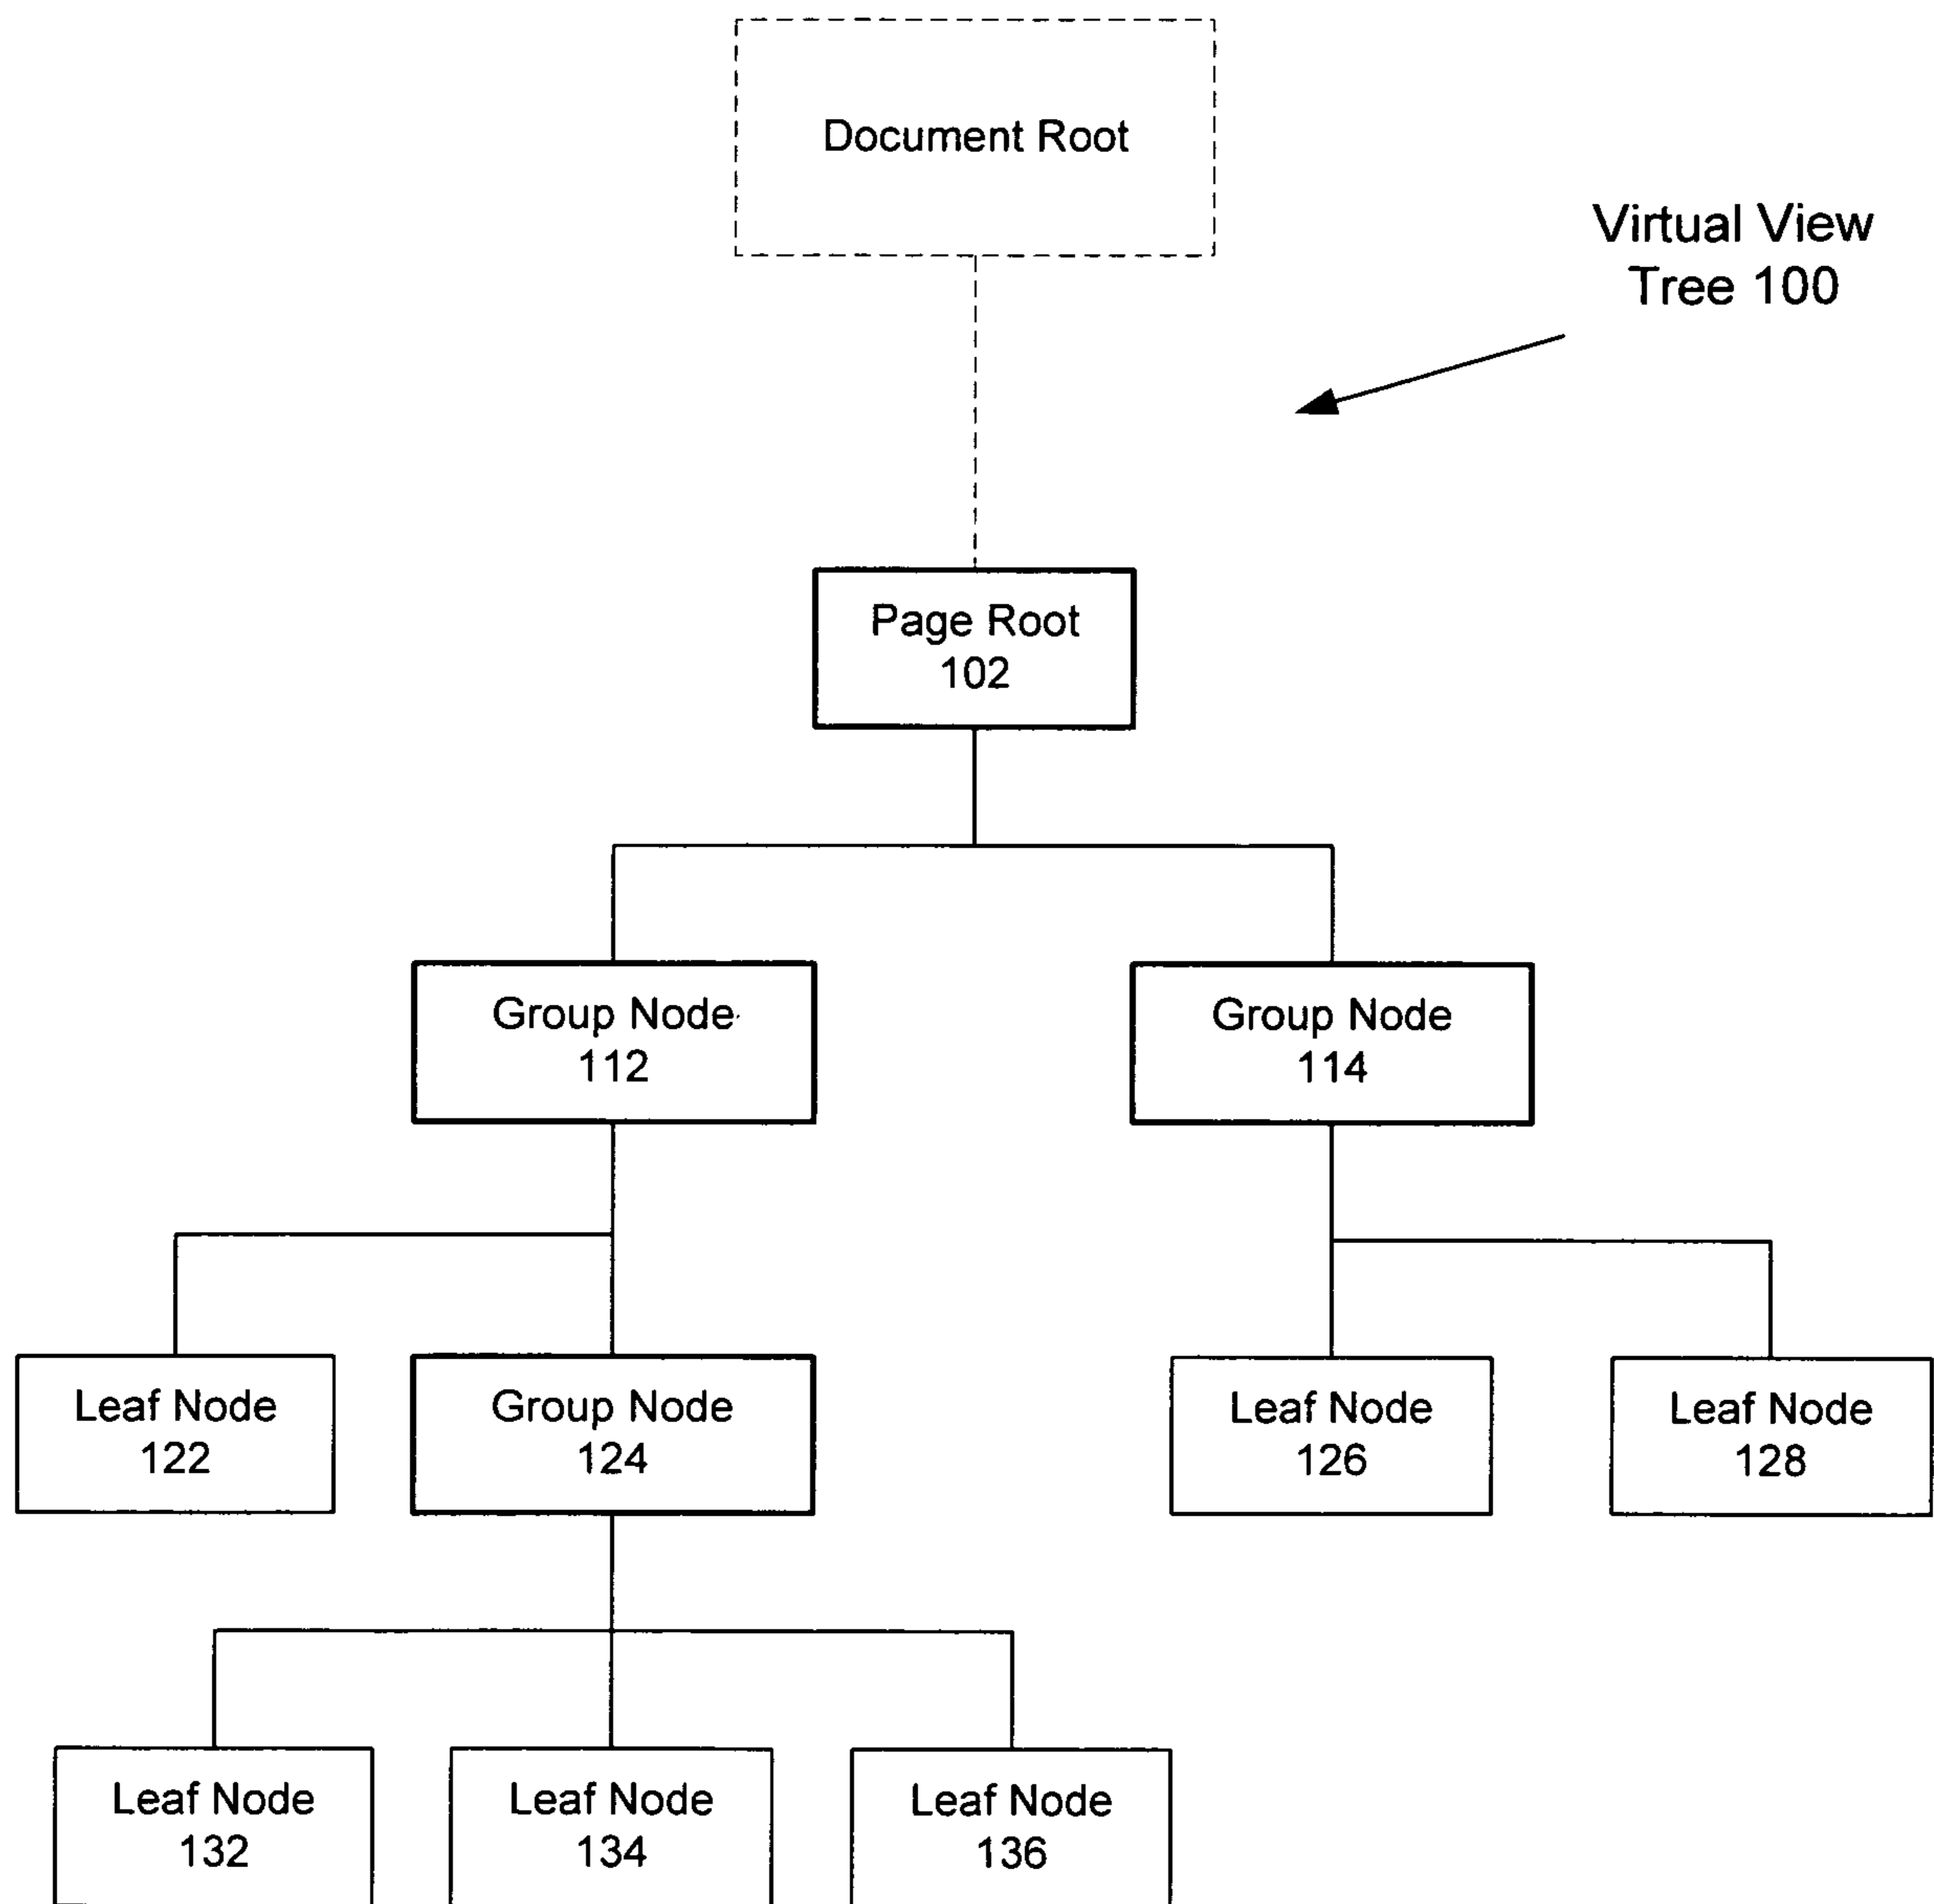 Document Root
Virtual View
Tree 100
Page Root
102
Group Node
112
Group Node
114
Leaf Node
122
Group Node
124
Leaf Node
126
Leaf Node
128
Leaf Node
132
Leaf Node
134
Leaf Node
136